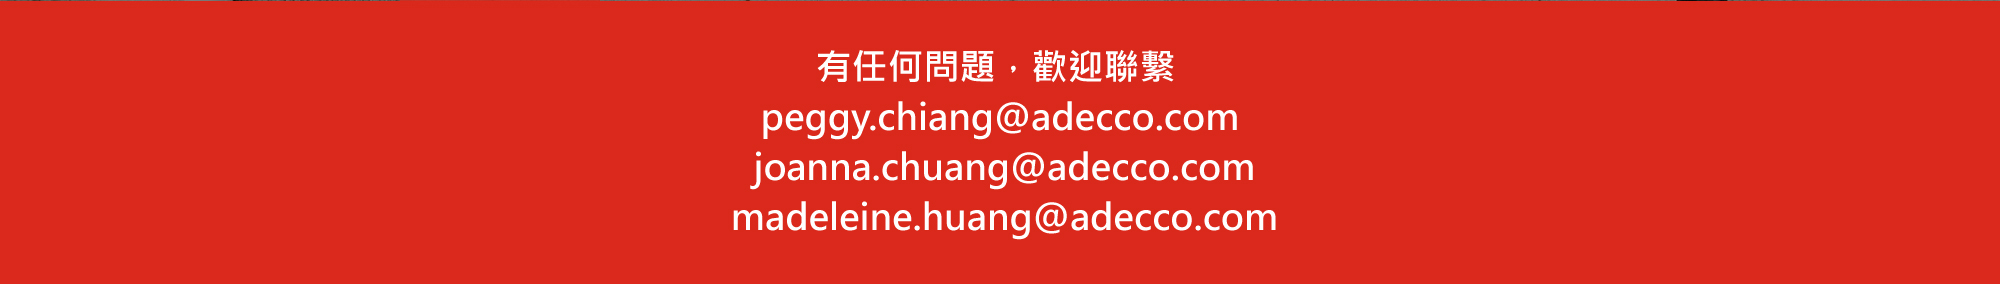 有任何問題，歡迎聯繫
peggy.chiang@adecco.com
joanna.chuang@adecco.com
madeleine.huang@adecco.com